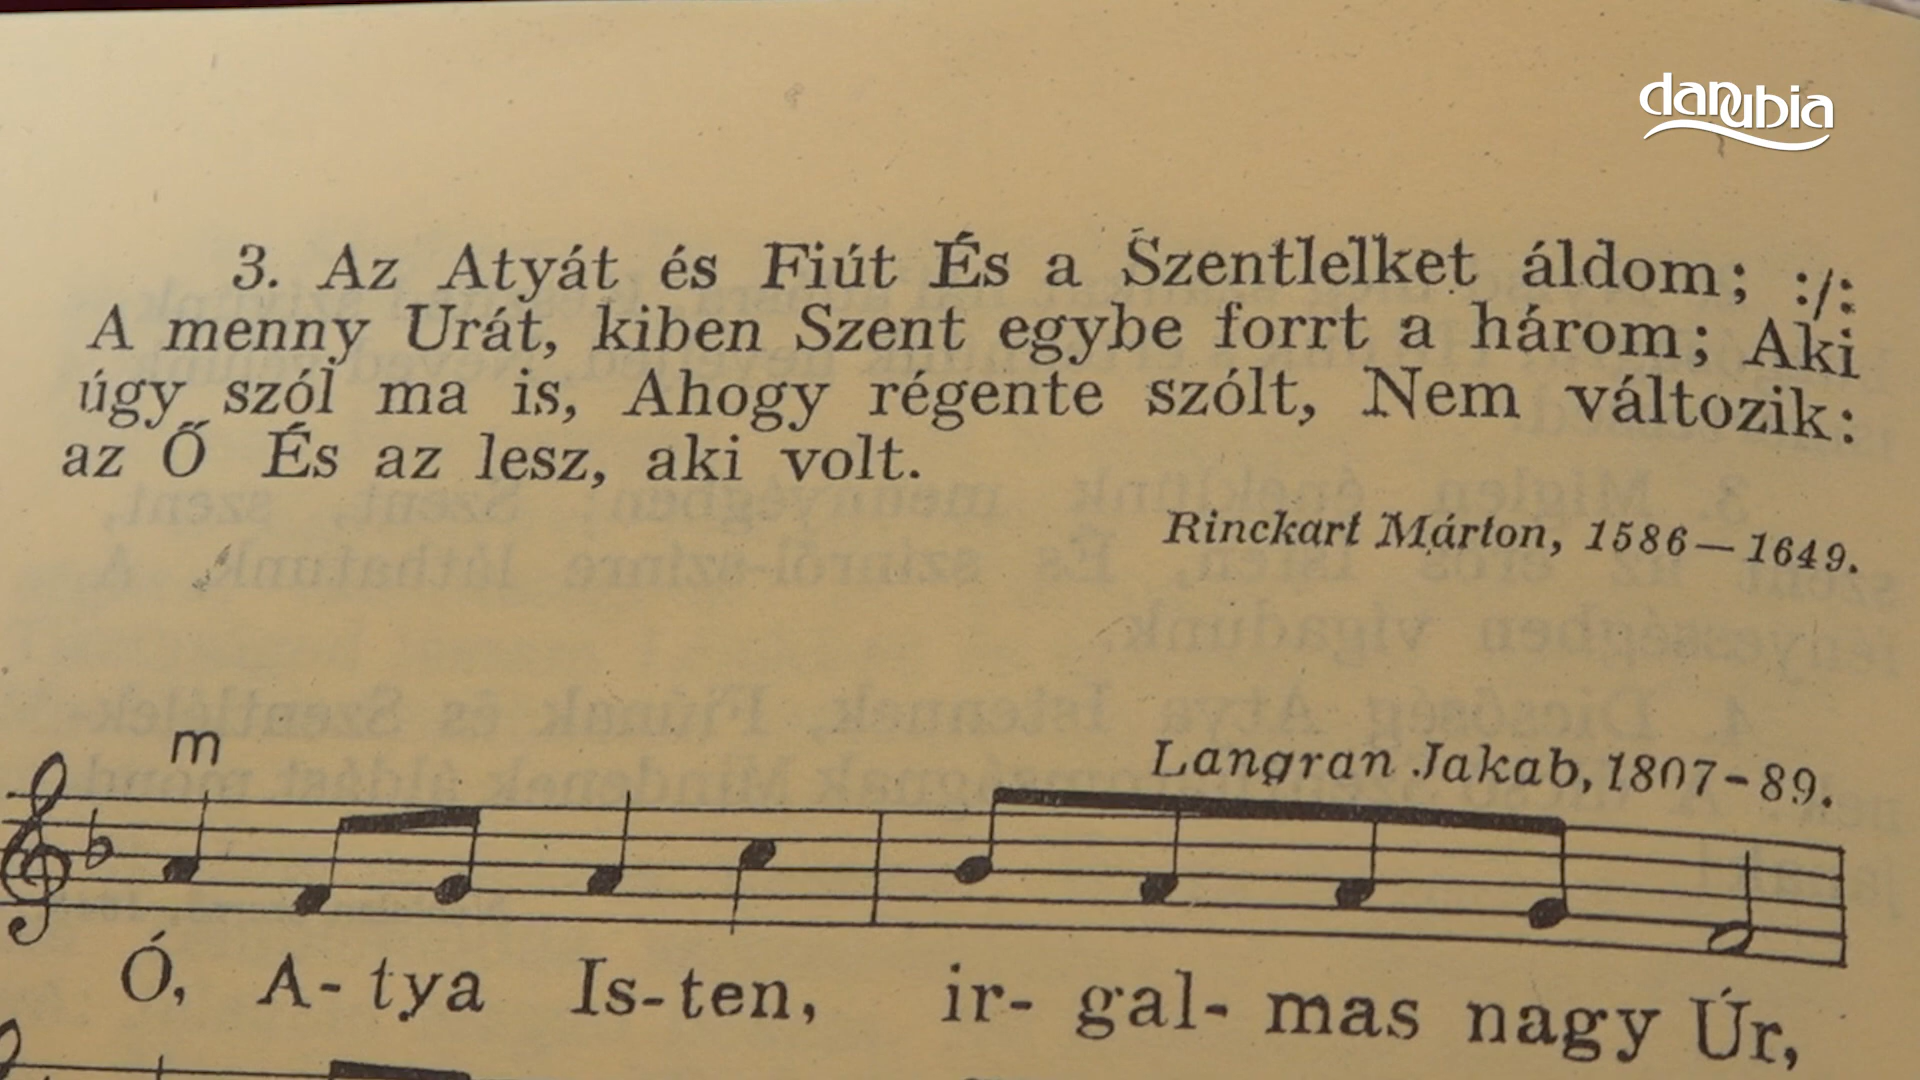 danubia
3. Az Atyát és Fiút És a Szentlelket áldom; :/:
A menny Urát, kiben Szent egybe forrt a három; Aki
úgy szól ma is, Ahogy régente szólt, Nem változik:
az Ő És az lesz, aki volt.
Rinckart Márton, 1586—1649.
m
Langran Jakab, 1807-89.
Ó, A-tya Is-ten, ir-gal-mas nagy Úr,